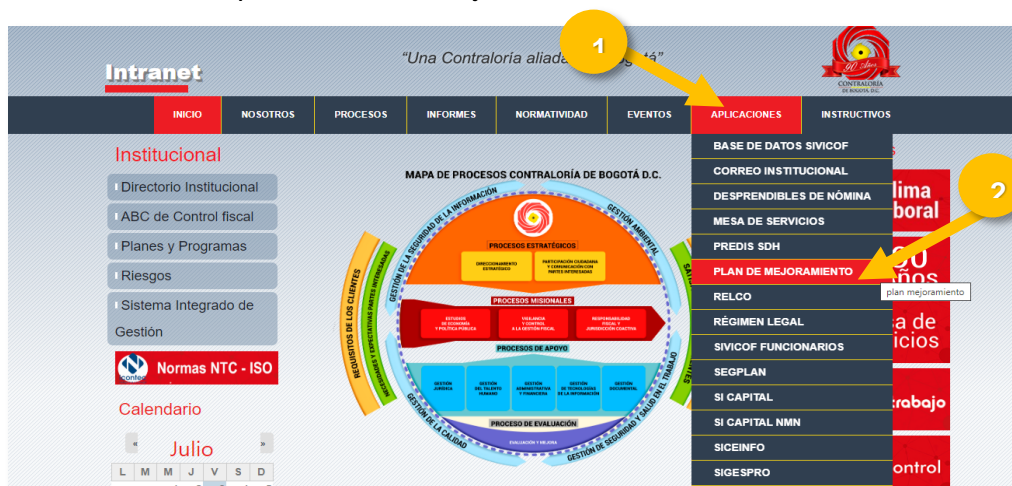 1
"Una Contraloría aliada
Intranet
90 años
CONTRALORÍA
DE BOGOTÁ, D.C.
INICIO NOSOTROS PROCESOS INFORMES NORMATIVIDAD EVENTOS APLICACIONES INSTRUCTIVOS
Institucional
Directorio Institucional
ABC de Control fiscal
Planes y Programas
Riesgos
Sistema Integrado de
Gestión
Normas NTC - ISO
Calendario
« Julio »
L M M J V S D
MAPA DE PROCESOS CONTRALORÍA DE BOGOTÁ D.C.
GESTIÓN DE LA SEGURIDAD DE LA INFORMACIÓN
GESTIÓN AMBIENTAL
REQUISITOS DE LOS CLIENTES
NECESIDADES Y EXPECTATIVAS PARTES INTERESADAS
PROCESOS ESTRATÉGICOS
DIRECCIONAMIENTO
ESTRATÉGICO
PARTICIPACIÓN CIUDADANA
Y COMUNICACIÓN CON
PARTES INTERESADAS
PROCESOS MISIONALES
ESTUDIOS
DE ECONOMÍA
Y POLÍTICA PÚBLICA
VIGILANCIA
Y CONTROL
A LA GESTIÓN FISCAL
RESPONSABILIDAD
FISCAL Y
JURISDICCIÓN COACTIVA
PROCESOS DE APOYO
GESTIÓN
JURÍDICA
GESTIÓN
DEL TALENTO
HUMANO
GESTIÓN
ADMINISTRATIVA
Y FINANCIERA
GESTIÓN
DE TECNOLOGÍAS
DE LA INFORMACIÓN
GESTIÓN
DOCUMENTAL
PROCESO DE EVALUACIÓN
EVALUACIÓN Y MEJORA
GESTIÓN DE LA CALIDAD
GESTIÓN DE SEGURIDAD Y SALUD EN EL TRABAJO
BASE DE DATOS SIVICOF
CORREO INSTITUCIONAL
DESPRENDIBLES DE NÓMINA
MESA DE SERVICIOS
PREDIS SDH
PLAN DE MEJORAMIENTO
plan mejoramiento
RELCO
RÉGIMEN LEGAL
SIVICOF FUNCIONARIOS
SEGPLAN
SI CAPITAL
SI CAPITAL NMN
SICEINFO
SIGESPRO
2